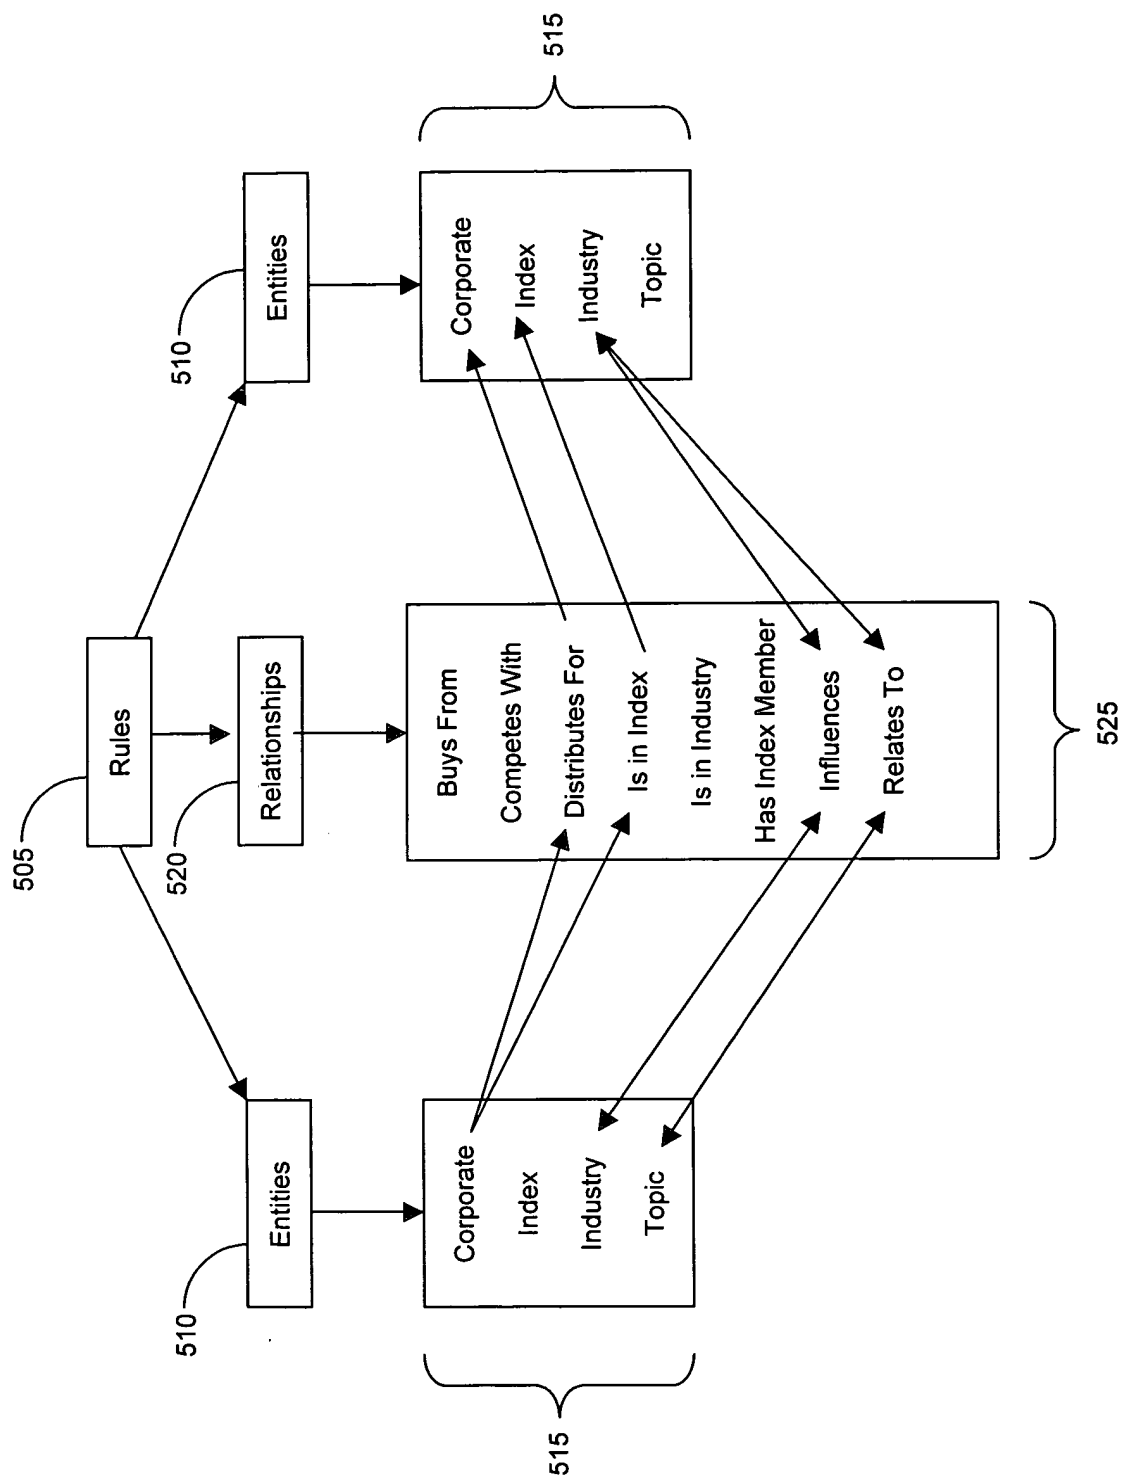 505
Rules
510
Entities
520
Relationships
510
Entities
515
Corporate
Index
Industry
Topic
Buys From
Competes With
Distributes For
Is in Index
Is in Industry
Has Index Member
Influences
Relates To
525
Corporate
Index
Industry
Topic
515